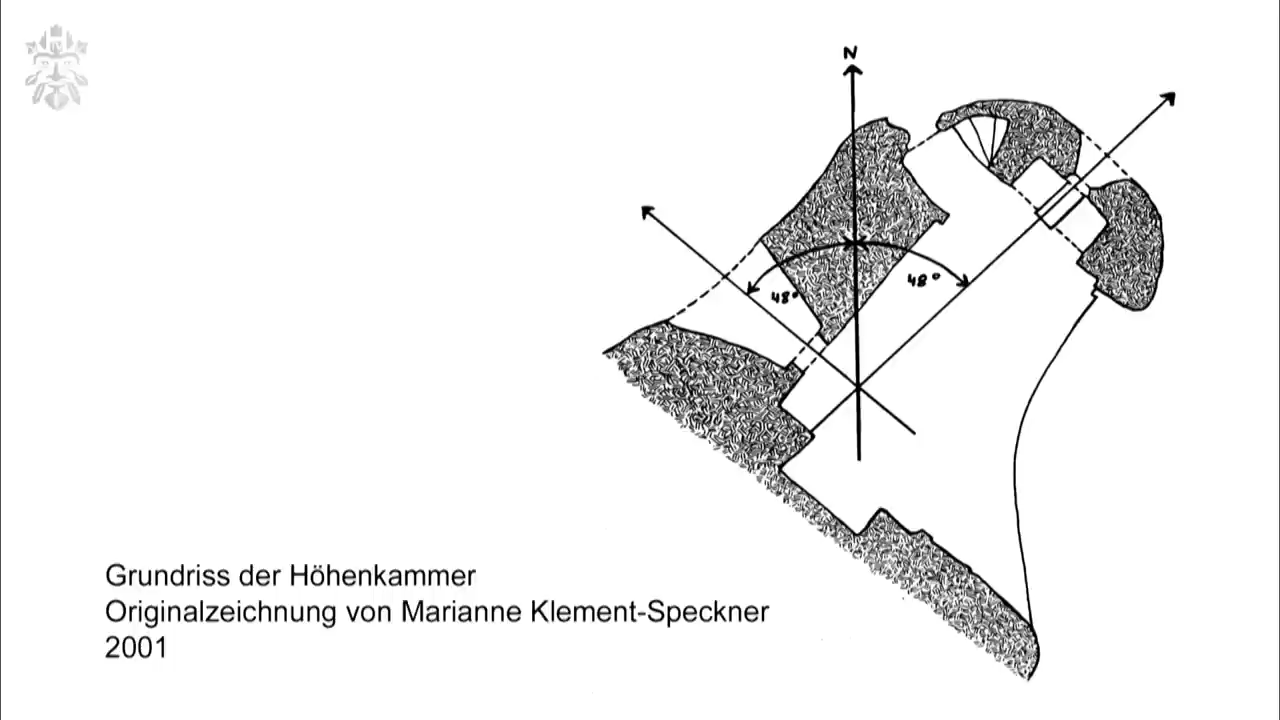 N
48°
48°
Grundriss der Höhenkammer
Originalzeichnung von Marianne Klement-Speckner
2001